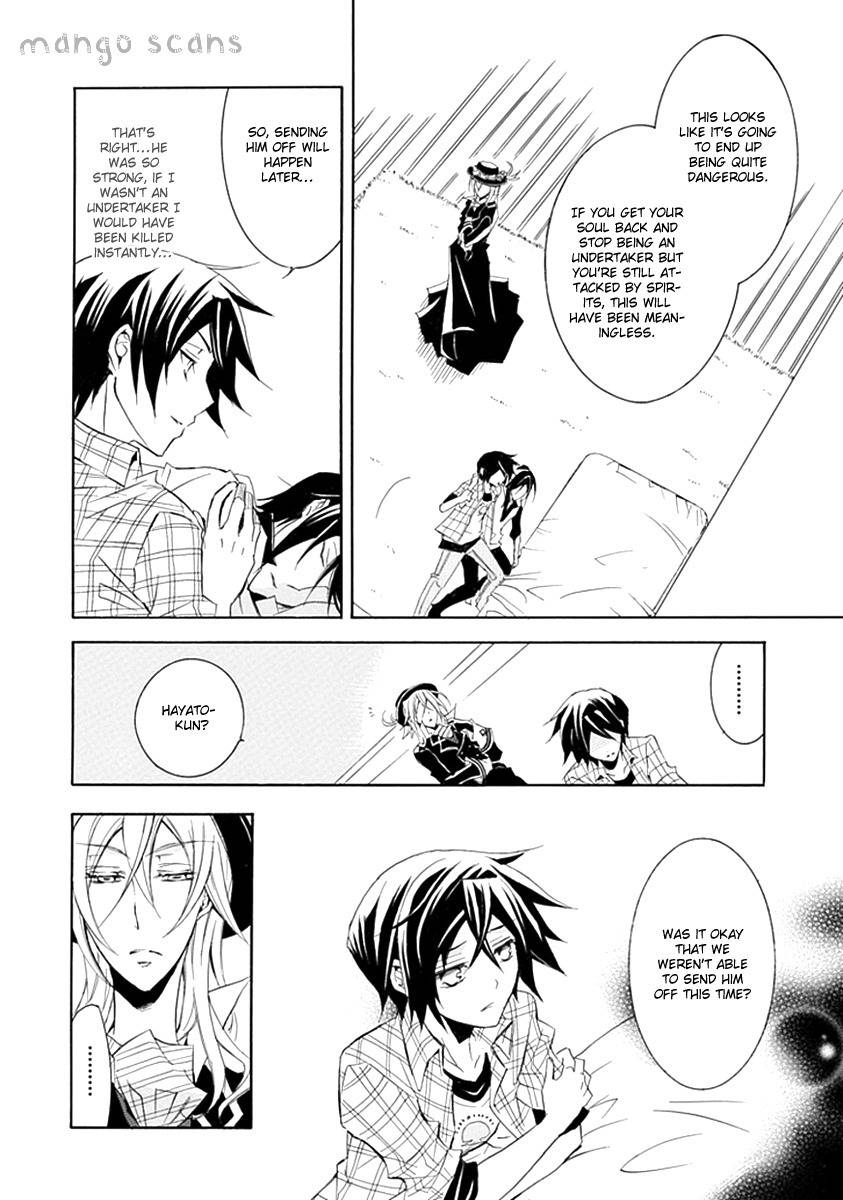 mango scans
THIS LOOKS
LIKE IT'S GOING
TO END UP
BEING QUITE
DANGEROUS.
IF YOU GET YOUR
SOUL BACK AND
STOP BEING AN
UNDERTAKER BUT
YOU'RE STILL AT-
TACKED BY SPIR-
ITS, THIS WILL
HAVE BEEN MEAN-
INGLESS.
SO, SENDING
HIM OFF WILL
HAPPEN
LATER...
THAT'S
RIGHT...HE
WAS SO
STRONG, IF I
WASN'T AN
UNDERTAKER I
WOULD HAVE
BEEN KILLED
INSTANTLY...
........
HAYATO-
KUN?
WAS IT OKAY
THAT WE
WEREN'T ABLE
TO SEND HIM
OFF THIS TIME?
........